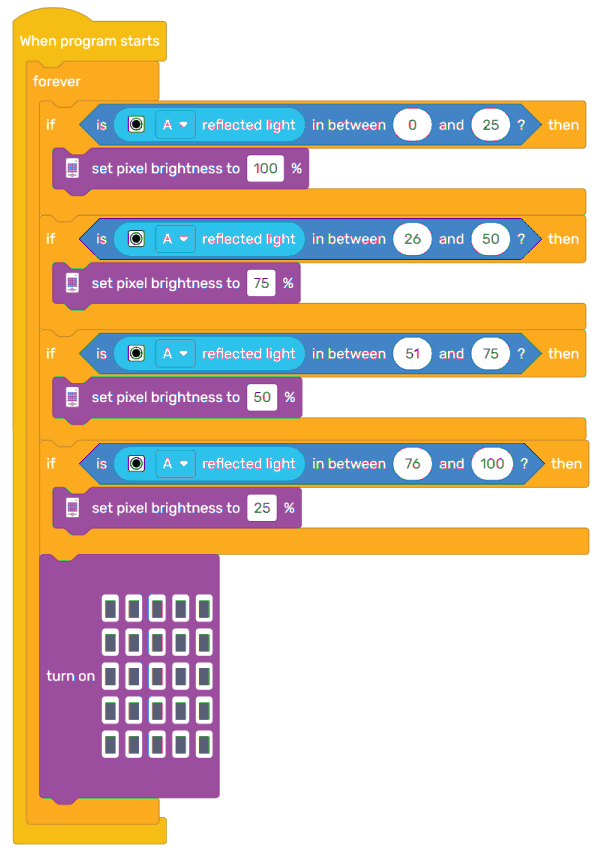 When program starts
forever
if is A reflected light in between 0 and 25 ? then
set pixel brightness to 100 %
if is A reflected light in between 26 and 50 ? then
set pixel brightness to 75 %
if is A reflected light in between 51 and 75 ? then
set pixel brightness to 50 %
if is A reflected light in between 76 and 100 ? then
set pixel brightness to 25 %
turn on